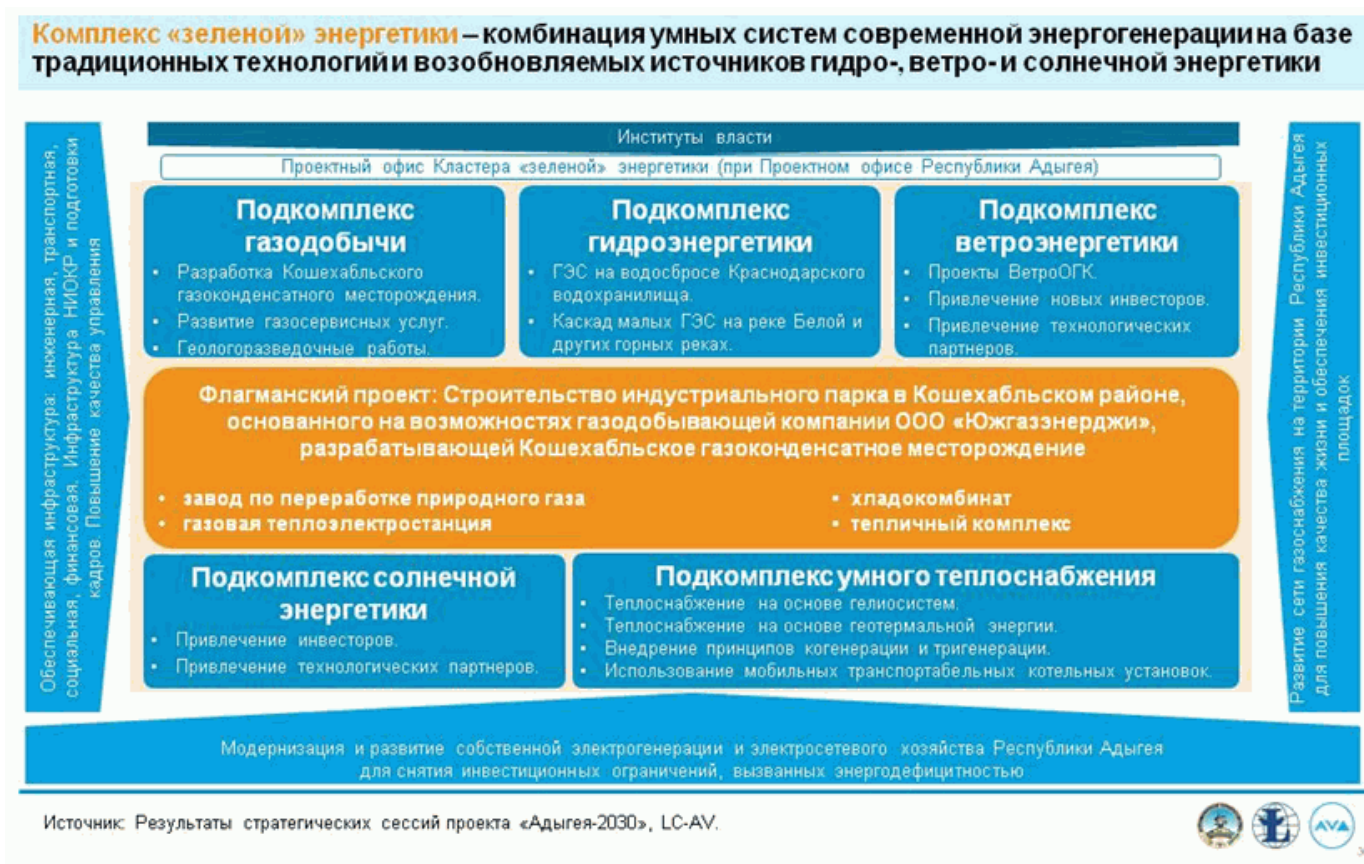 Комплекс «зеленой» энергетики – комбинация умных систем современной энергогенерации на базе
традиционных технологий и возобновляемых источников гидро-, ветро- и солнечной энергетики
Обеспечивающая инфраструктура: инженерная, транспортная,
социальная, финансовая. Инфраструктура НИОКР и подготовки
кадров. Повышение качества управления
Институты власти
Проектный офис Кластера «зеленой» энергетики (при Проектном офисе Республики Адыгея)
Подкомплекс
газодобычи
• Разработка Кошехабльского
газоконденсатного месторождения.
• Развитие газосервисных услуг.
• Геологоразведочные работы.
Подкомплекс
гидроэнергетики
• ГЭС на водосбросе Краснодарского
водохранилища.
• Каскад малых ГЭС на реке Белой и
других горных реках.
Подкомплекс
ветроэнергетики
• Проекты ВетроОГК.
• Привлечение новых инвесторов.
• Привлечение технологических
партнеров.
Флагманский проект: Строительство индустриального парка в Кошехабльском районе,
основанного на возможностях газодобывающей компании ООО «Южгазэнерджи»,
разрабатывающей Кошехабльское газоконденсатное месторождение
• завод по переработке природного газа
• газовая теплоэлектростанция
• хладокомбинат
• тепличный комплекс
Подкомплекс солнечной
энергетики
• Привлечение инвесторов.
• Привлечение технологических партнеров.
Подкомплекс умного теплоснабжения
• Теплоснабжение на основе гелиосистем.
• Теплоснабжение на основе геотермальной энергии.
• Внедрение принципов когенерации и тригенерации.
• Использование мобильных транспортабельных котельных установок.
Развитие сети газоснабжения на территории Республики Адыгея
для повышения качества жизни и обеспечения инвестиционных
площадок
Модернизация и развитие собственной электрогенерации и электросетевого хозяйства Республики Адыгея
для снятия инвестиционных ограничений, вызванных энергодефицитностью
Источник: Результаты стратегических сессий проекта «Адыгея-2030», LC-AV.
AVA